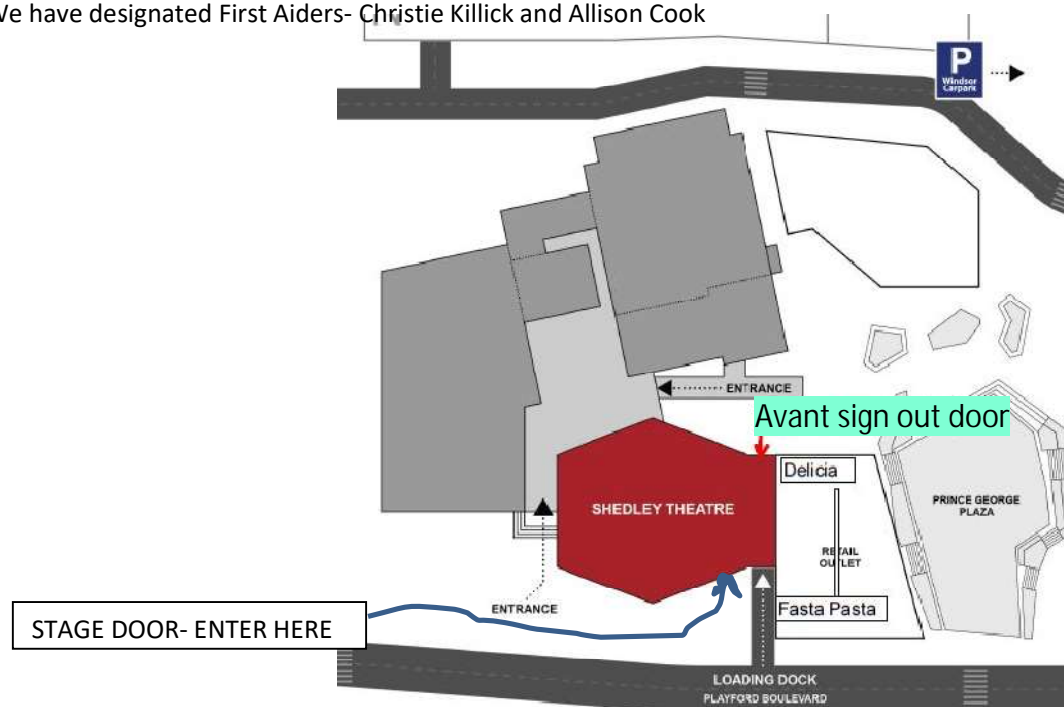 We have designated First Aiders- Christie Killick and Allison Cook
P
Windsor
Carpark
ENTRANCE
Avant sign out door
Delicia
SHEDLEY THEATRE
PRINCE GEORGE
PLAZA
RETAIL
OUTLET
ENTRANCE
Fasta Pasta
STAGE DOOR- ENTER HERE
LOADING DOCK
PLAYFORD BOULEVARD